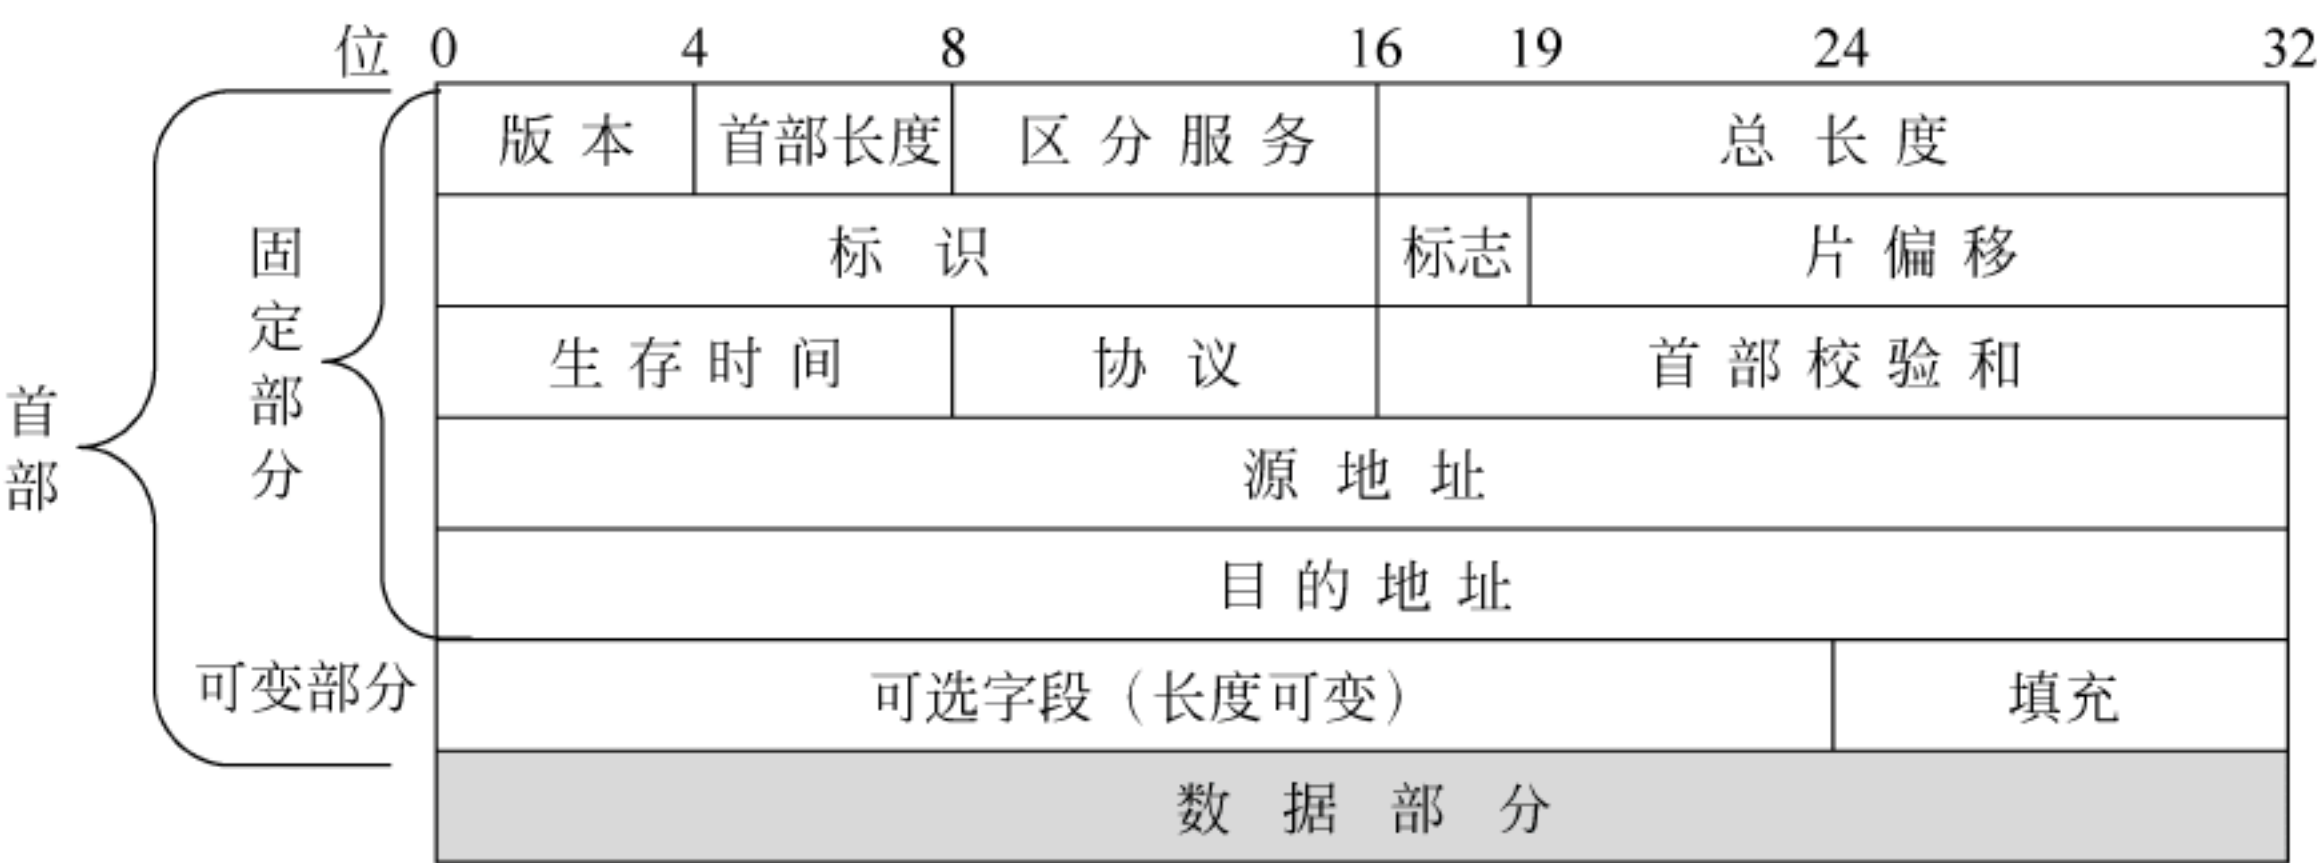 位 0 4 8 16 19 24 32
版本 首部长度 区分服务 总长度
标识 标志 片偏移
生存时间 协议 首部校验和
源地址
目的地址
可选字段（长度可变） 填充
数据部分
首部
固定部分
可变部分